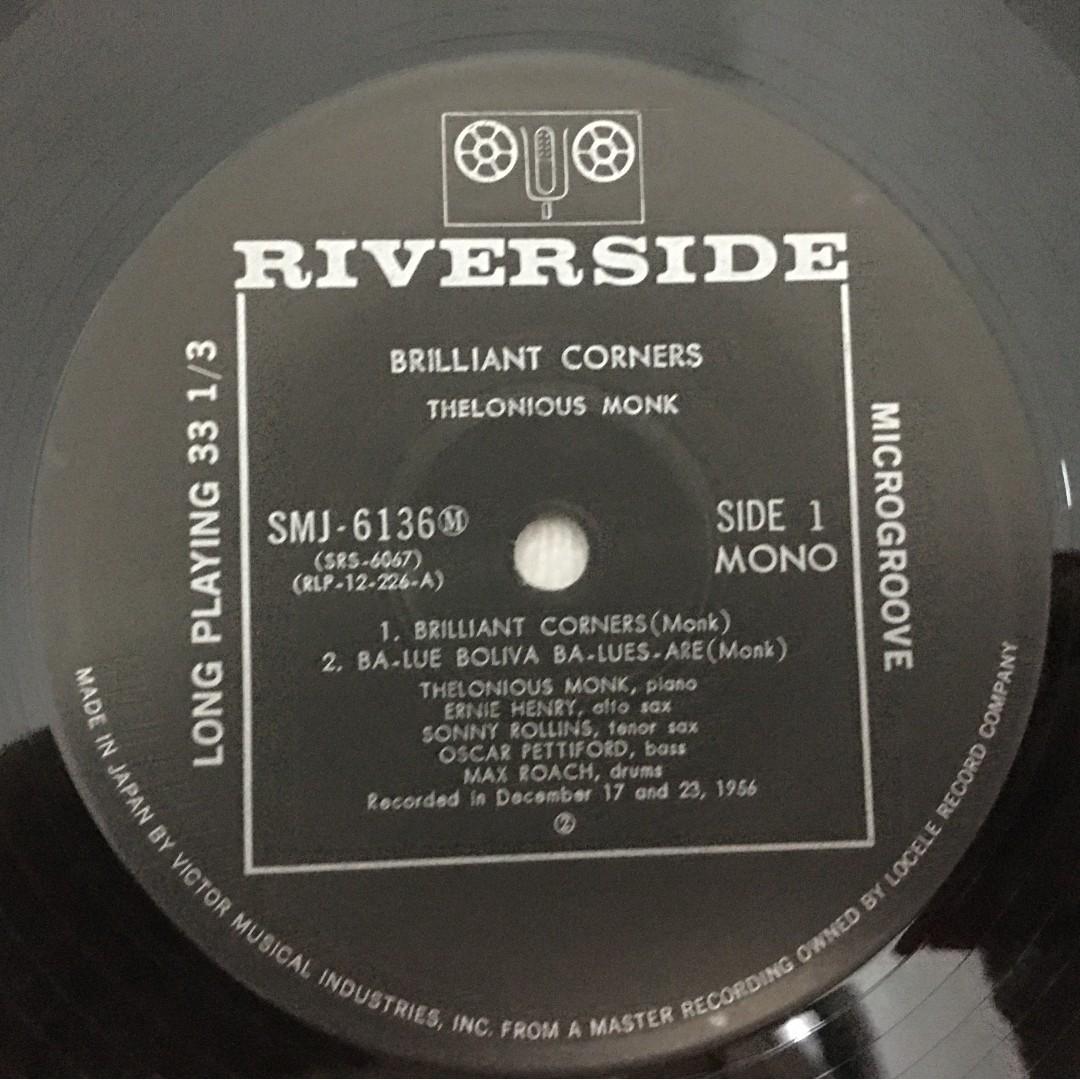 RIVERSIDE
BRILLIANT CORNERS
THELONIOUS MONK
LONG PLAYING 33 1/3
MICROGROOVE
SMJ-6136Ⓜ
(SRS-6067)
(RLP-12-226-A)
SIDE 1
MONO
1. BRILLIANT CORNERS(Monk)
2. BA-LUE BOLIVA BA-LUES-ARE(Monk)
THELONIOUS MONK, piano
ERNIE HENRY, alto sax
SONNY ROLLINS, tenor sax
OSCAR PETTIFORD, bass
MAX ROACH, drums
Recorded in December 17 and 23, 1956
②
MADE IN JAPAN BY VICTOR MUSICAL INDUSTRIES, INC. FROM A MASTER RECORDING OWNED BY LOCELE RECORD COMPANY